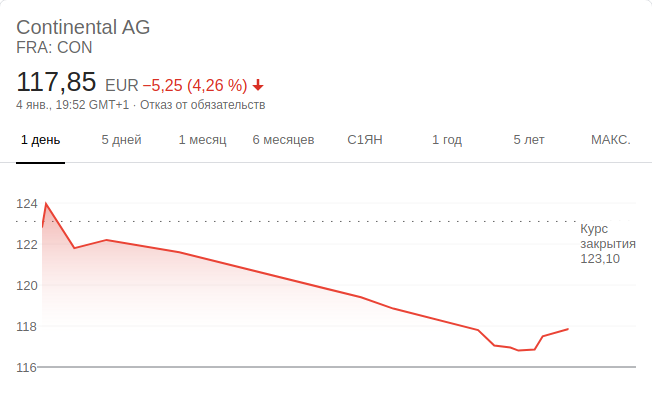 Continental AG
FRA: CON
117,85 EUR −5,25 (4,26 %)
4 янв., 19:52 GMT+1 · Отказ от обязательств
1 день 5 дней 1 месяц 6 месяцев С1ЯН 1 год 5 лет МАКС.
124
Курс
закрытия
123,10
122
120
118
116